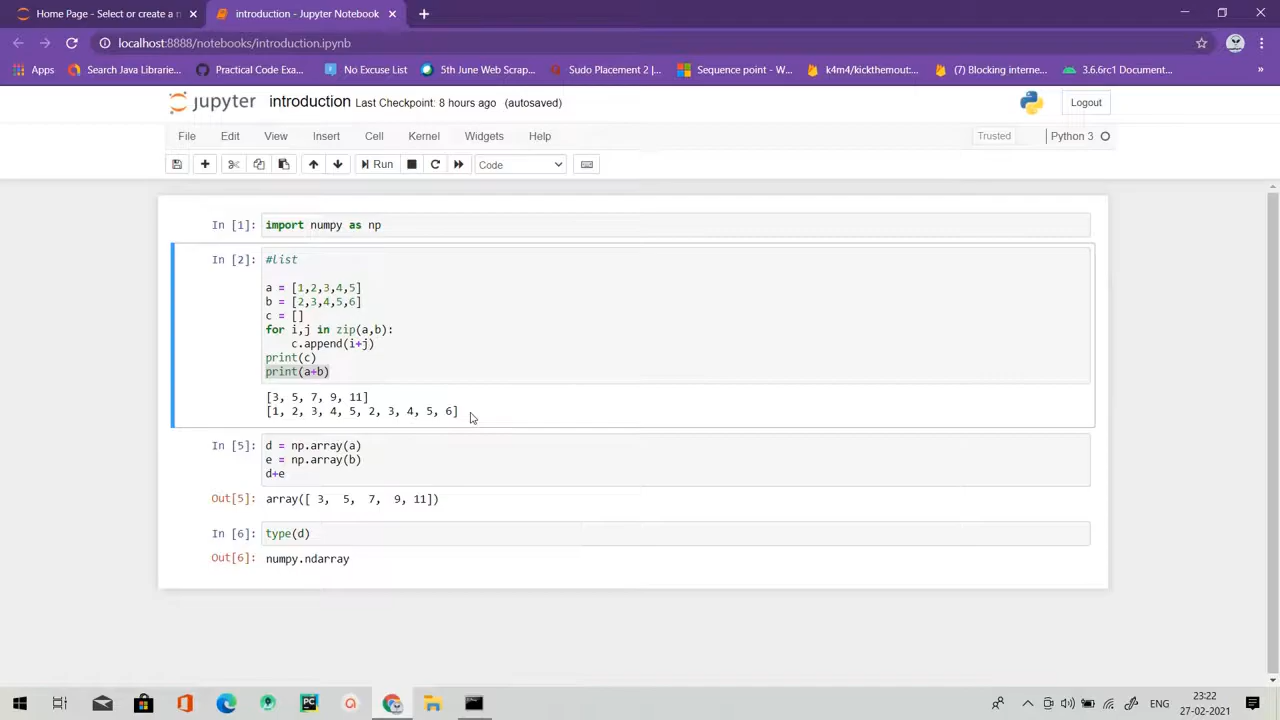 Home Page - Select or create a n
introduction - Jupyter Notebook
localhost:8888/notebooks/introduction.ipynb
Apps
Search Java Librarie...
Practical Code Exa...
No Excuse List
5th June Web Scrap...
Sudo Placement 2 |...
Sequence point - W...
k4m4/kickthemout:...
(7) Blocking interne...
3.6.6rc1 Document...
»
jupyter introduction Last Checkpoint: 8 hours ago (autosaved)
Logout
File Edit View Insert Cell Kernel Widgets Help
Trusted
Python 3
Run
Code
In [1]: import numpy as np
In [2]: #list
a = [1,2,3,4,5]
b = [2,3,4,5,6]
c = []
for i,j in zip(a,b):
    c.append(i+j)
print(c)
print(a+b)
[3, 5, 7, 9, 11]
[1, 2, 3, 4, 5, 2, 3, 4, 5, 6]
In [5]: d = np.array(a)
e = np.array(b)
d+e
Out[5]: array([ 3,  5,  7,  9, 11])
In [6]: type(d)
Out[6]: numpy.ndarray
PC
ENG
23:22
27-02-2021